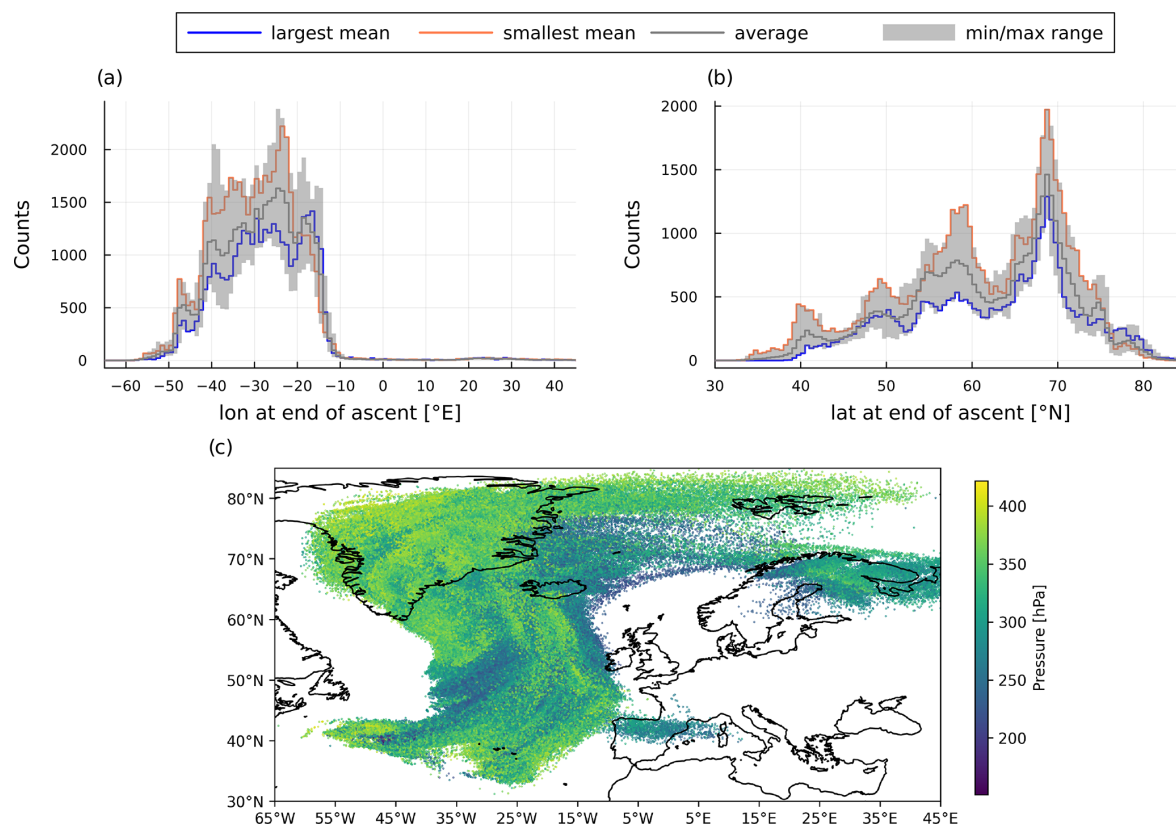 largest mean smallest mean average min/max range
(a)
(b)
2000
1500
1000
500
0
Counts
−60 −50 −40 −30 −20 −10 0 10 20 30 40
lon at end of ascent [°E]
2000
1500
1000
500
0
Counts
30 40 50 60 70 80
lat at end of ascent [°N]
(c)
80°N
70°N
60°N
50°N
40°N
30°N
65°W 55°W 45°W 35°W 25°W 15°W 5°W 5°E 15°E 25°E 35°E 45°E
400
350
300
250
200
Pressure [hPa]